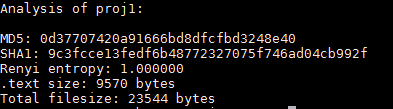 Analysis of proj1:
MD5: 0d37707420a91666bd8dfcfbd3248e40
SHA1: 9c3fcce13fedf6b48772327075f746ad04cb992f
Renyi entropy: 1.000000
.text size: 9570 bytes
Total filesize: 23544 bytes